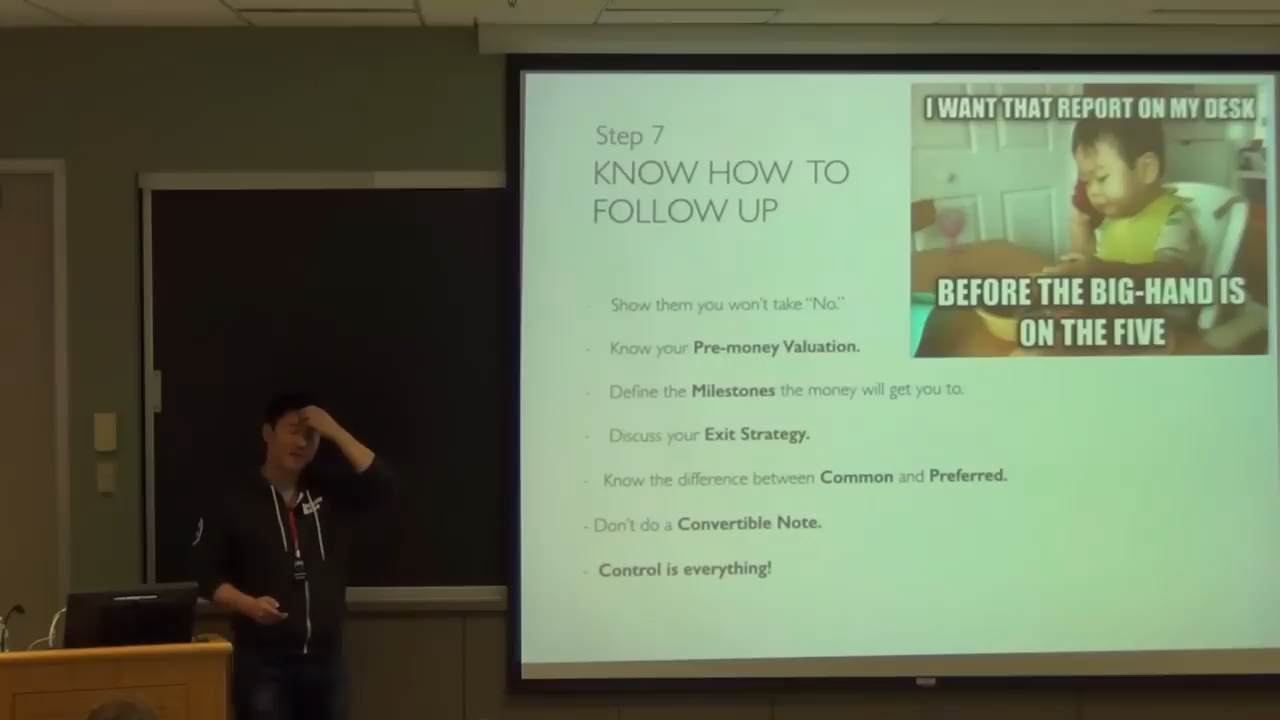 Step 7
KNOW HOW TO
FOLLOW UP
- Show them you won't take "No."
- Know your Pre-money Valuation.
- Define the Milestones the money will get you to.
- Discuss your Exit Strategy.
- Know the difference between Common and Preferred.
- Don't do a Convertible Note.
- Control is everything!
I WANT THAT REPORT ON MY DESK
BEFORE THE BIG-HAND IS
ON THE FIVE